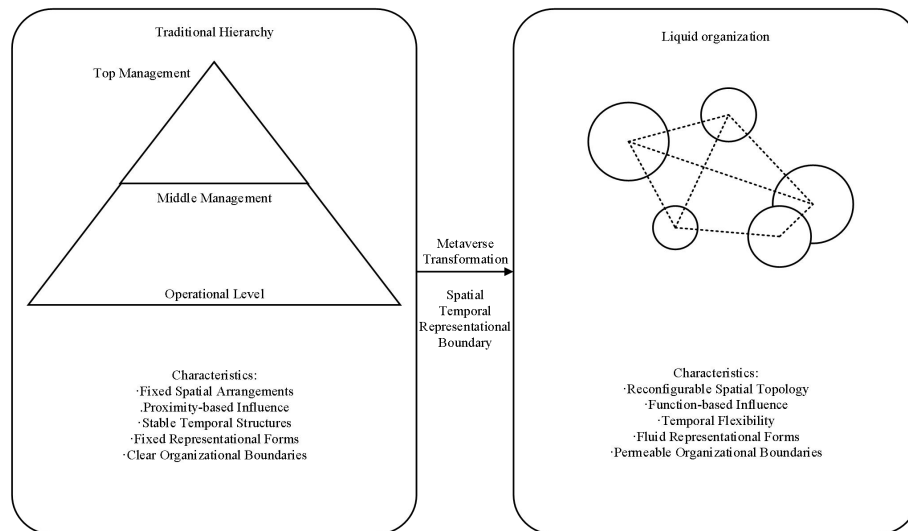 Traditional Hierarchy
Top Management
Middle Management
Operational Level
Characteristics:
·Fixed Spatial Arrangements
.Proximity-based Influence
·Stable Temporal Structures
·Fixed Representational Forms
·Clear Organizational Boundaries
Metaverse
Transformation
Spatial
Temporal
Representational
Boundary
Liquid organization
Characteristics:
·Reconfigurable Spatial Topology
·Function-based Influence
·Temporal Flexibility
·Fluid Representational Forms
·Permeable Organizational Boundaries